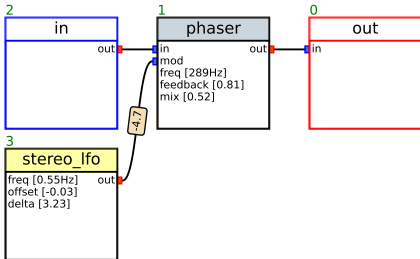 2
in
out
1
phaser
in
out
mod
freq [289Hz]
feedback [0.81]
mix [0.52]
0
out
in
-4.7
3
stereo_lfo
freq [0.55Hz]
out
offset [-0.03]
delta [3.23]